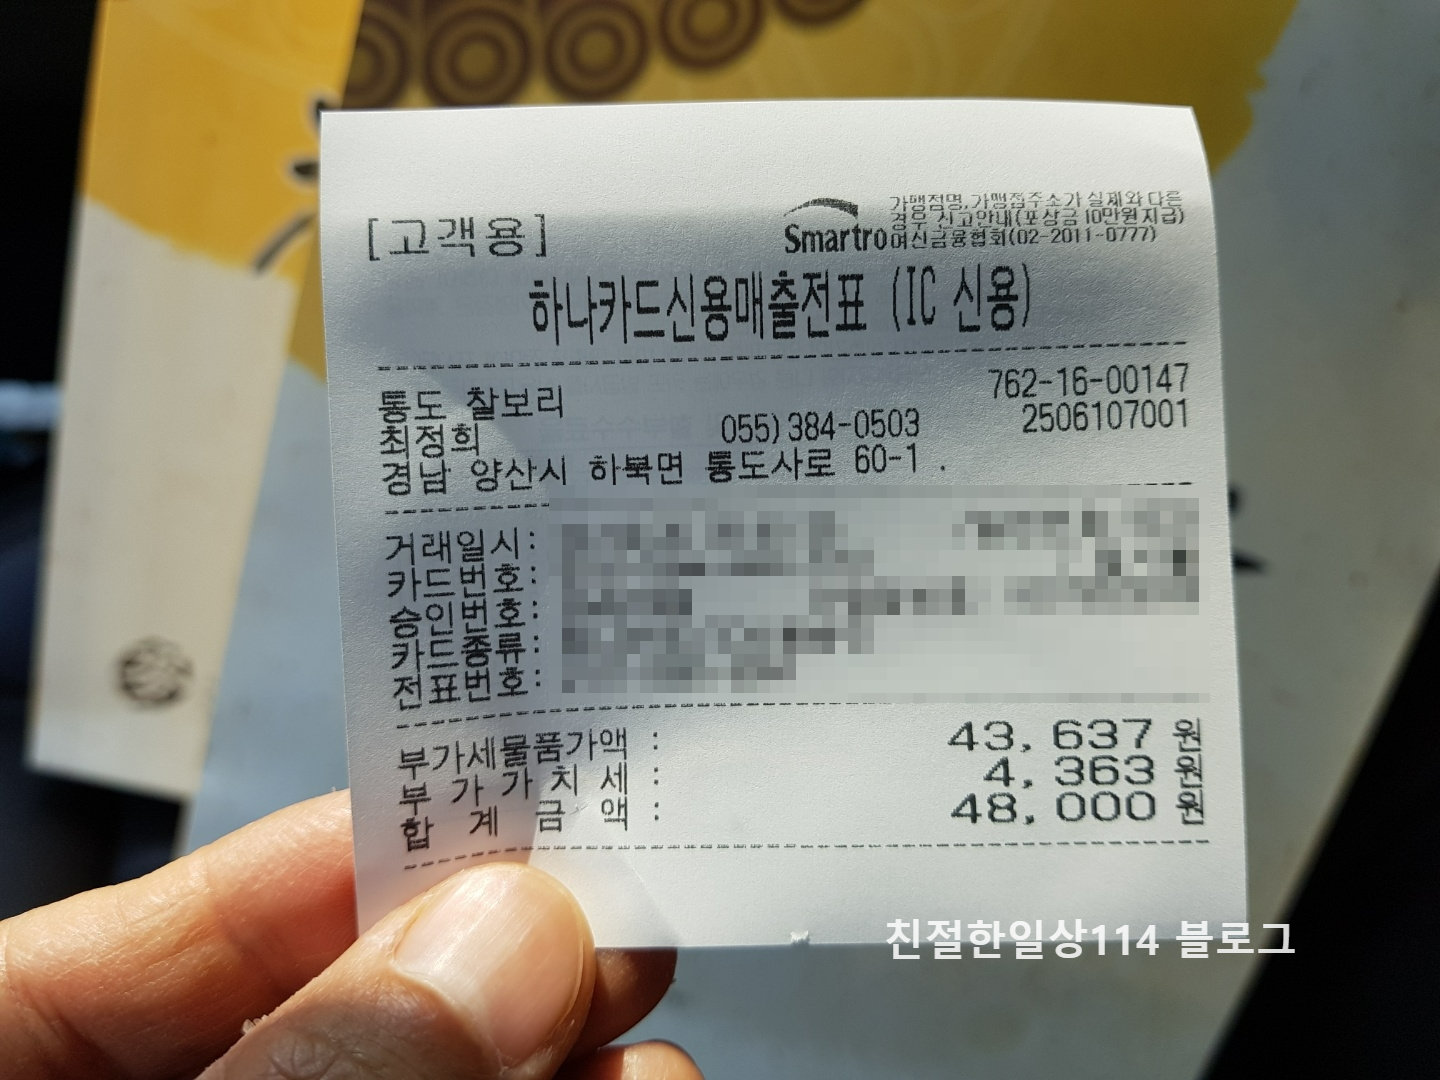 [고객용]
Smartro
가맹점명,가맹점주소가 실제와 다른
경우 신고안내(포상금 10만원지급)
여신금융협회(02-2011-0777)
하나카드신용매출전표 (IC 신용)
통도 찰보리 762-16-00147
최정희 055)384-0503 2506107001
경남 양산시 하북면 통도사로 60-1 .
거래일시:
카드번호:
승인번호:
카드종류:
전표번호:
부가세물품가액 : 43,637 원
부 가 가 치 세 : 4,363 원
합 계 금 액 : 48,000 원
친절한일상114 블로그